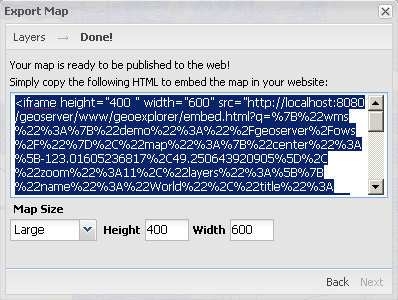 Export Map
Layers → Done!
Your map is ready to be published to the web!
Simply copy the following HTML to embed the map in your website:
<iframe height="400 " width="600" src="http://localhost:8080
/geoserver/www/geoexplorer/embed.html?q=%7B%22wms
%22%3A%7B%22demo%22%3A%22%2Fgeoserver%2Fows
%2F%22%7D%2C%22map%22%3A%7B%22center%22%3A
%5B-123.01605236817%2C49.250643920905%5D%2C
%22zoom%22%3A11%2C%22layers%22%3A%5B%7B
%22name%22%3A%22World%22%2C%22title%22%3A
Map Size
Large Height 400 Width 600
Back Next